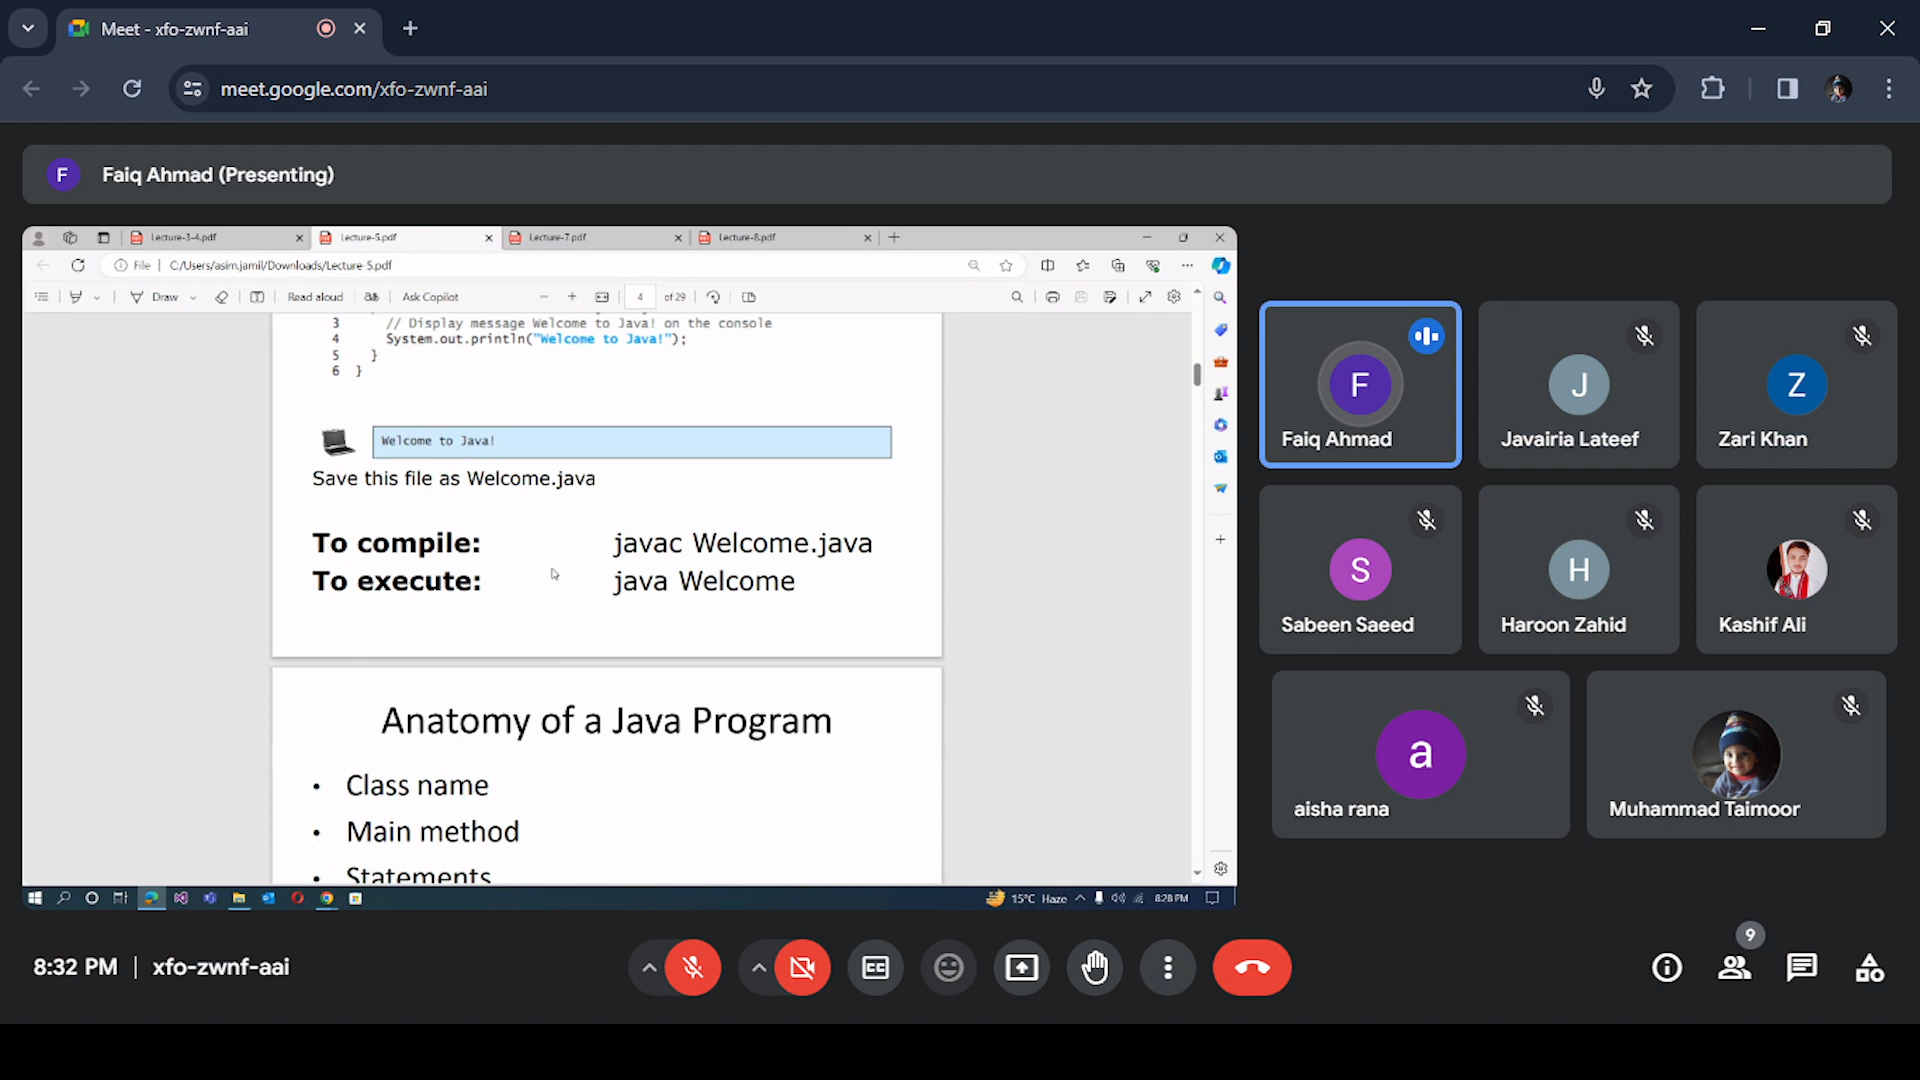 Meet - xfo-zwnf-aai
meet.google.com/xfo-zwnf-aai
F Faiq Ahmad (Presenting)
Lecture-3-4.pdf Lecture-5.pdf Lecture-7.pdf Lecture-8.pdf
File | C:/Users/asim.jamil/Downloads/Lecture-5.pdf
Draw Read aloud Ask Copilot 4 of 29
3 // Display message Welcome to Java! on the console
4 System.out.println("Welcome to Java!");
5 }
6 }
Welcome to Java!
Save this file as Welcome.java
To compile: javac Welcome.java
To execute: java Welcome
Anatomy of a Java Program
• Class name
• Main method
• Statements
15°C Haze 8:28 PM
F
Faiq Ahmad
J
Javairia Lateef
Z
Zari Khan
S
Sabeen Saeed
H
Haroon Zahid
Kashif Ali
a
aisha rana
Muhammad Taimoor
8:32 PM | xfo-zwnf-aai
CC
9